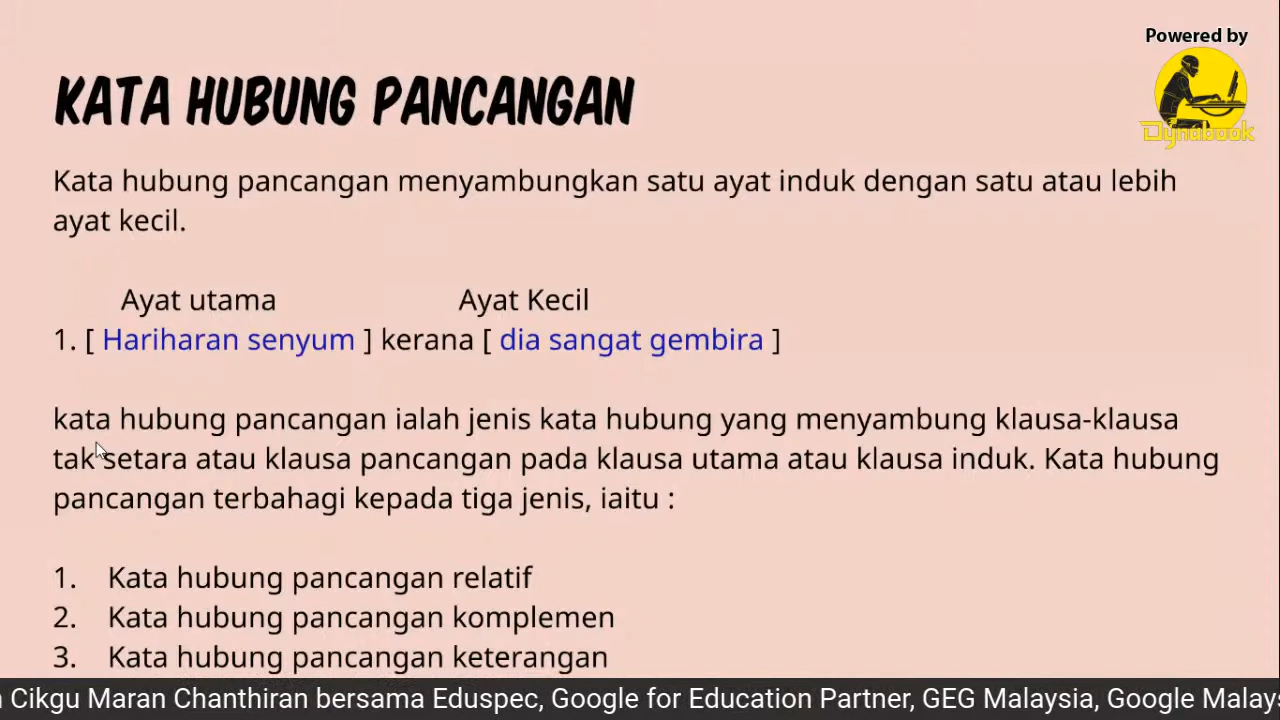 Powered by
Dynabook
KATA HUBUNG PANCANGAN
Kata hubung pancangan menyambungkan satu ayat induk dengan satu atau lebih
ayat kecil.
Ayat utama Ayat Kecil
1. [ Hariharan senyum ] kerana [ dia sangat gembira ]
kata hubung pancangan ialah jenis kata hubung yang menyambung klausa-klausa
tak setara atau klausa pancangan pada klausa utama atau klausa induk. Kata hubung
pancangan terbahagi kepada tiga jenis, iaitu :
1. Kata hubung pancangan relatif
2. Kata hubung pancangan komplemen
3. Kata hubung pancangan keterangan
Cikgu Maran Chanthiran bersama Eduspec, Google for Education Partner, GEG Malaysia, Google